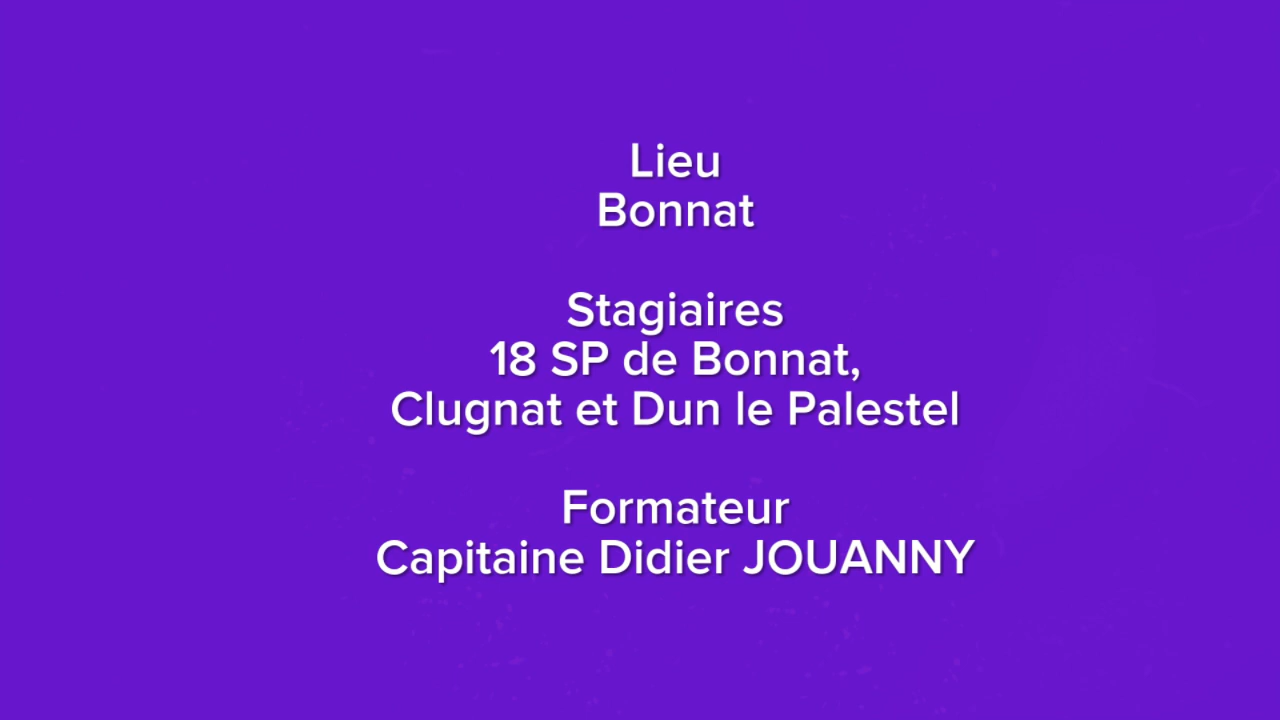 Lieu
Bonnat
Stagiaires
18 SP de Bonnat,
Clugnat et Dun le Palestel
Formateur
Capitaine Didier JOUANNY